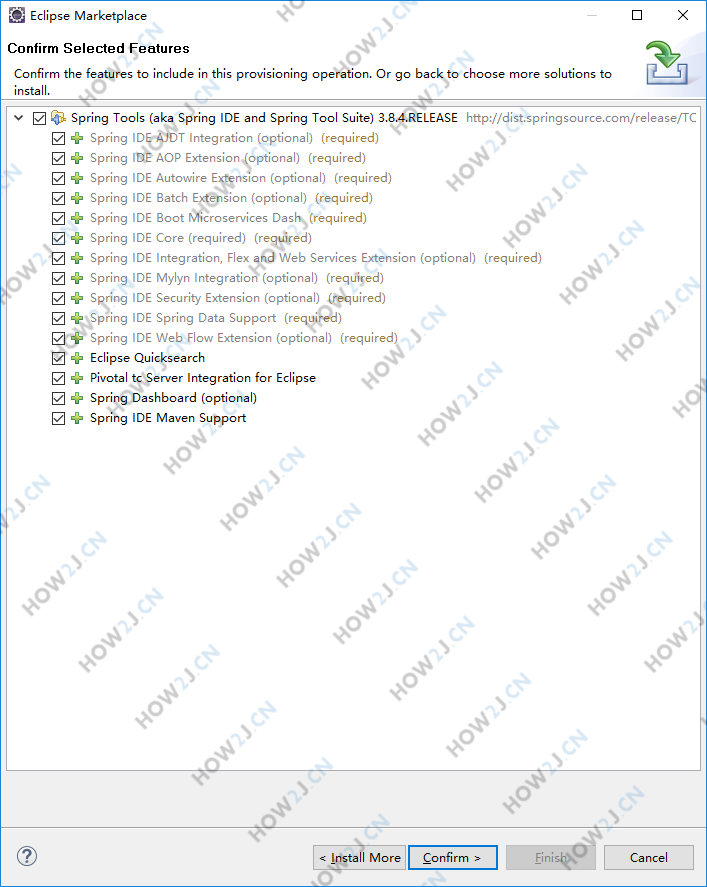 Eclipse Marketplace
Confirm Selected Features
Confirm the features to include in this provisioning operation. Or go back to choose more solutions to
install.
Spring Tools (aka Spring IDE and Spring Tool Suite) 3.8.4.RELEASE http://dist.springsource.com/release/TC
Spring IDE AJDT Integration (optional) (required)
Spring IDE AOP Extension (optional) (required)
Spring IDE Autowire Extension (optional) (required)
Spring IDE Batch Extension (optional) (required)
Spring IDE Boot Microservices Dash (required)
Spring IDE Core (required) (required)
Spring IDE Integration, Flex and Web Services Extension (optional) (required)
Spring IDE Mylyn Integration (optional) (required)
Spring IDE Security Extension (optional) (required)
Spring IDE Spring Data Support (required)
Spring IDE Web Flow Extension (optional) (required)
Eclipse Quicksearch
Pivotal tc Server Integration for Eclipse
Spring Dashboard (optional)
Spring IDE Maven Support
< Install More Confirm > Finish Cancel
HOW2J.CN